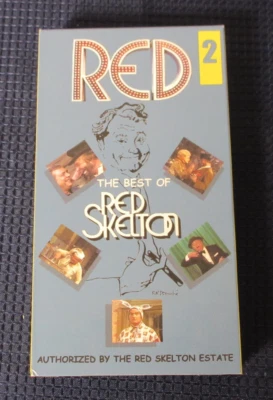 RED
2
THE BEST OF
RED
SKELTON
AUTHORIZED BY THE RED SKELTON ESTATE